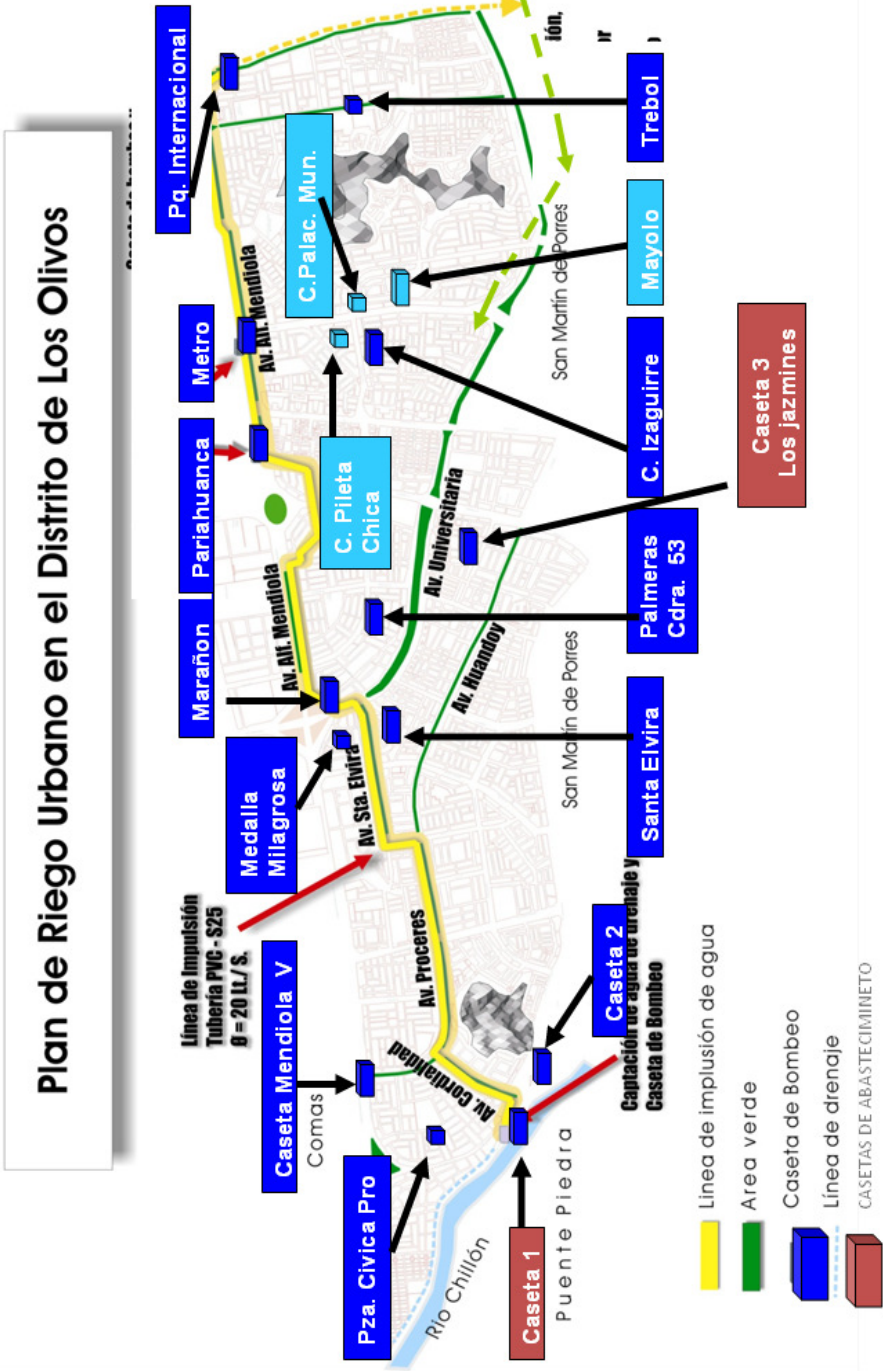 Plan de Riego Urbano en el Distrito de Los Olivos
Línea de Impulsión
Tubería PVC - S25
Ø = 20 Lt./ S.
Caseta Mendiola V
Comas
Pza. Civica Pro
Rio Chillón
Caseta 1
Puente Piedra
Medalla
Milagrosa
Marañon
Pariahuanca
Metro
Pq. Internacional
Av. Alf. Mendiola
Av. Alf. Mendiola
C. Pileta
Chica
C.Palac. Mun.
Av. Sta. Elvira
Av. Proceres
Av. Cordialidad
Av. Universitaria
Av. Huandoy
San Martín de Porres
San Martín de Porres
ión,
Caseta 2
Captación de agua de drenaje y
Caseta de Bombeo
Santa Elvira
Palmeras
Cdra. 53
C. Izaguirre
Mayolo
Trebol
Caseta 3
Los jazmines
Linea de implusión de agua
Area verde
Caseta de Bombeo
Línea de drenaje
CASETAS DE ABASTECIMINETO